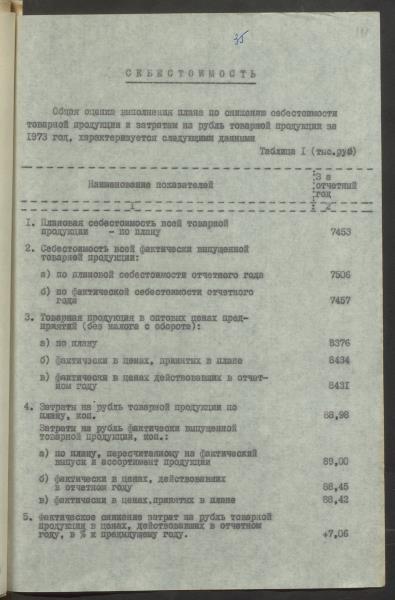 35
СЕБЕСТОИМОСТЬ
Общая оценка выполнения плана по снижению себестоимости
товарной продукции и затратам на рубль товарной продукции за
1973 год, характеризуется следующими данными
Таблица I (тыс.руб)
Наименование показателей
За
отчетный
год
1
2
1. Плановая себестоимость всей товарной
продукции - по плану 7453
2. Себестоимость всей фактически выпущенной
товарной продукции:
а) по плановой себестоимости отчетного года 7506
б) по фактической себестоимости отчетного
года 7457
3. Товарная продукция в оптовых ценах пред-
приятий (без налога с оборота):
а) по плану 8376
б) фактически в ценах, принятых в плане 8434
в) фактически в ценах действовавших в отчет-
ном году 8431
4. Затраты на рубль товарной продукции по
плану, коп. 88,98
Затраты на рубль фактически выпущенной
товарной продукции, коп.:
а) по плану, пересчитанному на фактический
выпуск и ассортимент продукции 89,00
б) фактически в ценах, действовавших
в отчетном году 88,45
в) фактически в ценах,принятых в плане 88,42
5. Фактическое снижение затрат на рубль товарной
продукции в ценах, действовавших в отчетном
году, в % к предыдущему году. +7,06